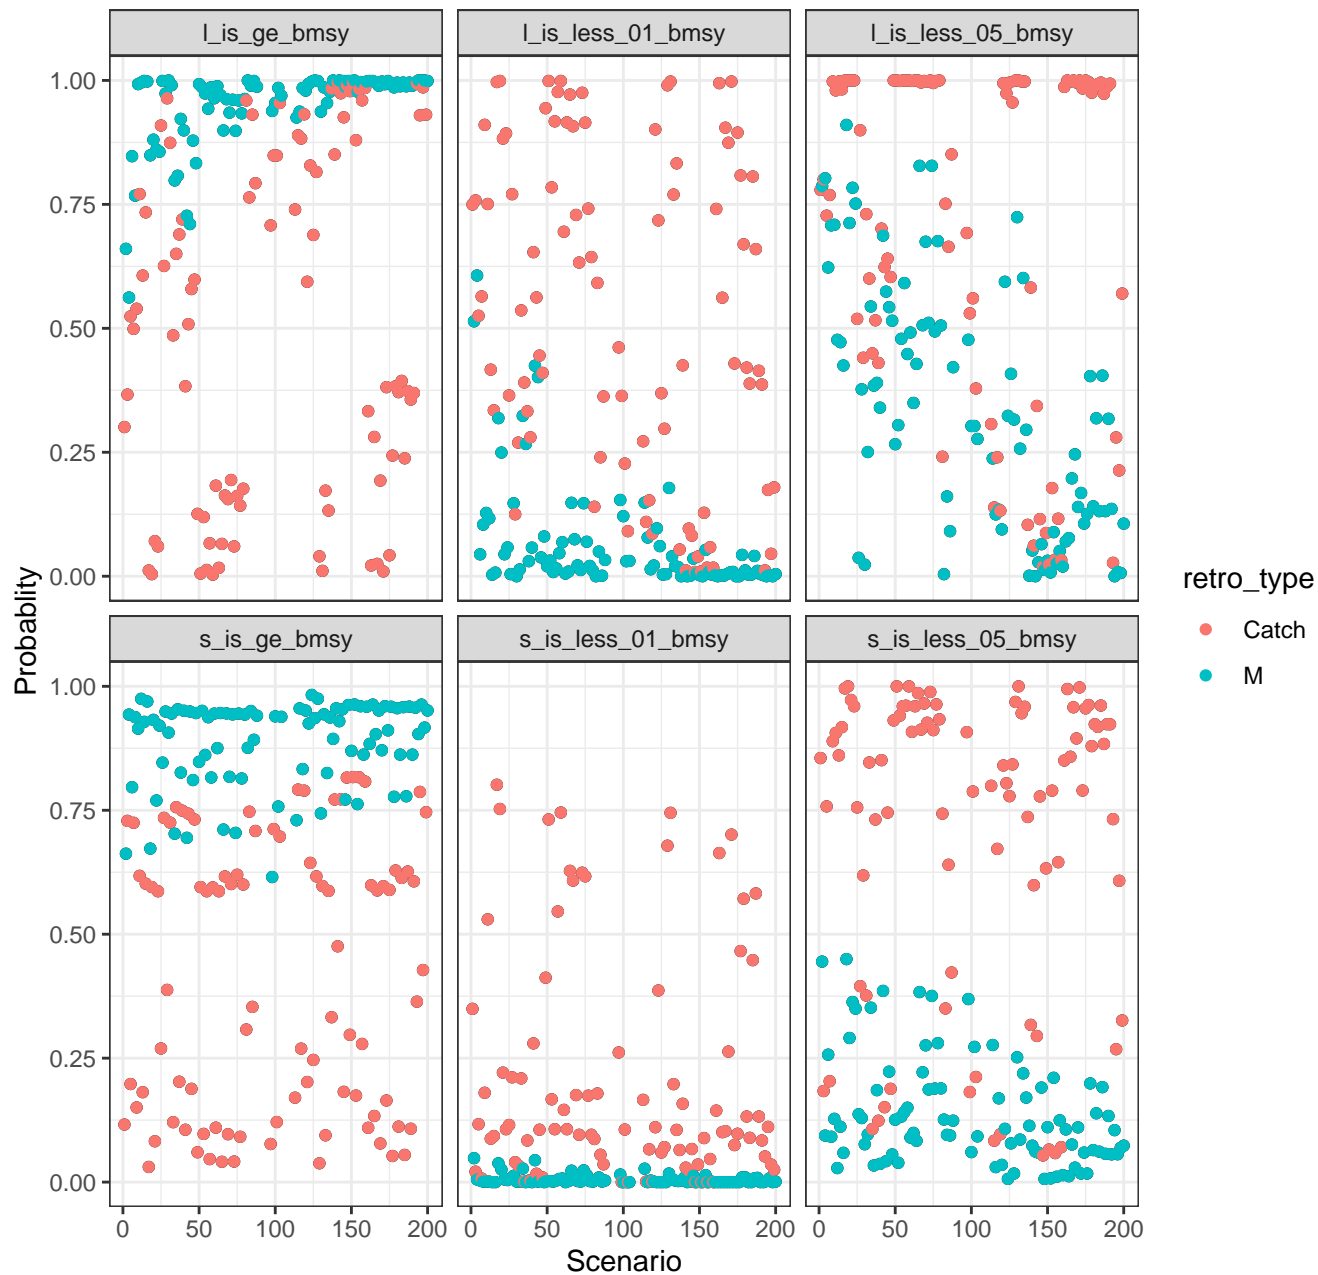 l_is_ge_bmsy
l_is_less_01_bmsy
l_is_less_05_bmsy
1.00
0.75
0.50
0.25
0.00
s_is_ge_bmsy
s_is_less_01_bmsy
s_is_less_05_bmsy
1.00
0.75
0.50
0.25
0.00
0 50 100 150 200
0 50 100 150 200
0 50 100 150 200
Scenario
Probablity
retro_type
Catch
M